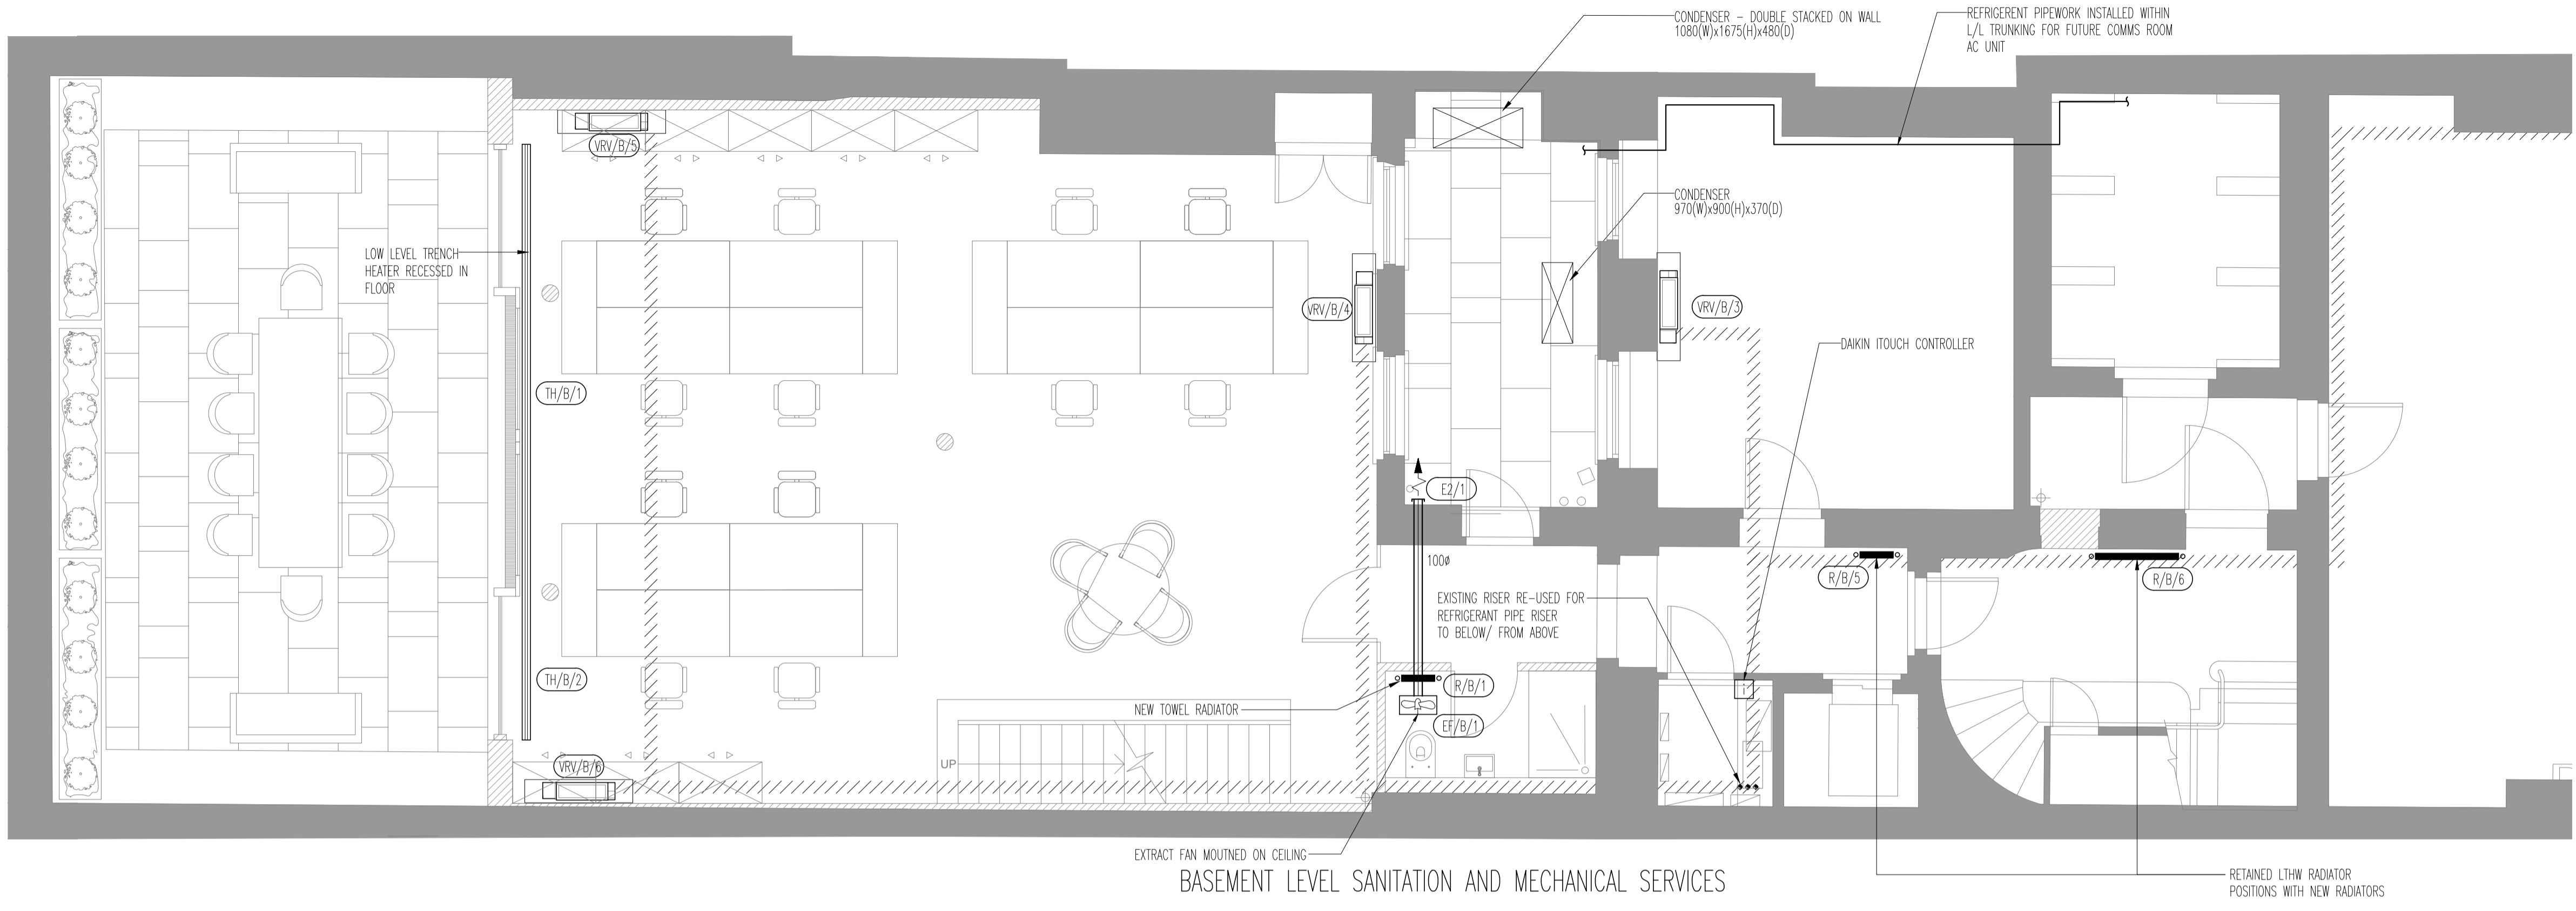 CONDENSER - DOUBLE STACKED ON WALL
1080(W)x1675(H)x480(D)
REFRIGERENT PIPEWORK INSTALLED WITHIN
L/L TRUNKING FOR FUTURE COMMS ROOM
AC UNIT
VRV/B/5
CONDENSER
970(W)x900(H)x370(D)
LOW LEVEL TRENCH
HEATER RECESSED IN
FLOOR
VRV/B/4
VRV/B/3
DAIKIN ITOUCH CONTROLLER
TH/B/1
E2/1
100ø
R/B/5
R/B/6
EXISTING RISER RE-USED FOR
REFRIGERANT PIPE RISER
TO BELOW/ FROM ABOVE
TH/B/2
R/B/1
NEW TOWEL RADIATOR
EF/B/1
UP
VRV/B/6
EXTRACT FAN MOUTNED ON CEILING
BASEMENT LEVEL SANITATION AND MECHANICAL SERVICES
RETAINED LTHW RADIATOR
POSITIONS WITH NEW RADIATORS